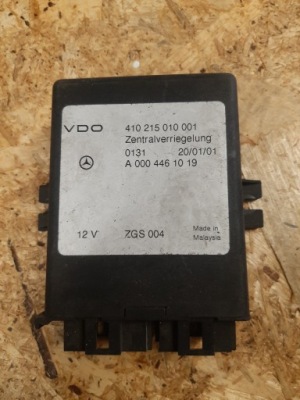 VDO 410 215 010 001
Zentralverriegelung
0131 20/01/01
A 000 446 10 19
12 V ZGS 004
Made in
Malaysia